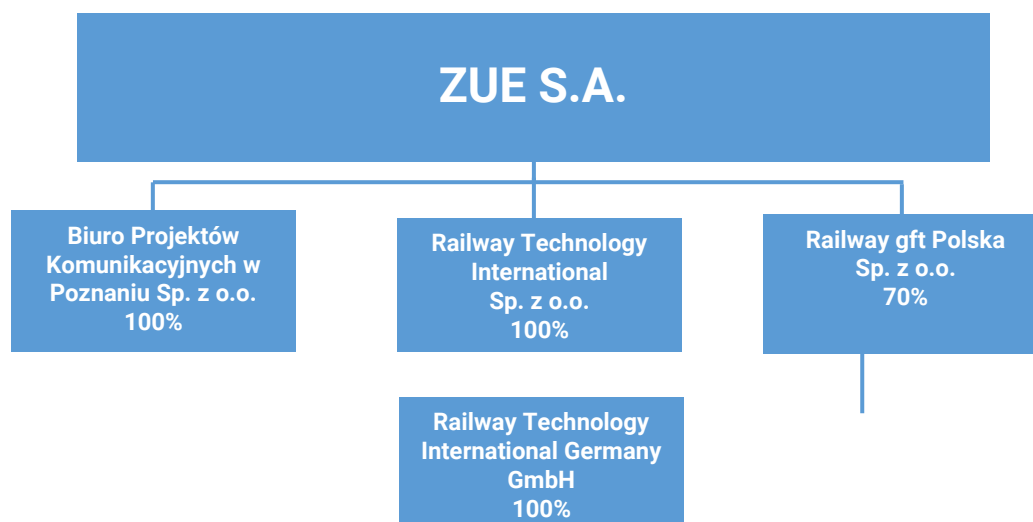 ZUE S.A.
Biuro Projektów
Komunikacyjnych w
Poznaniu Sp. z o.o.
100%
Railway Technology
International
Sp. z o.o.
100%
Railway gft Polska
Sp. z o.o.
70%
Railway Technology
International Germany
GmbH
100%